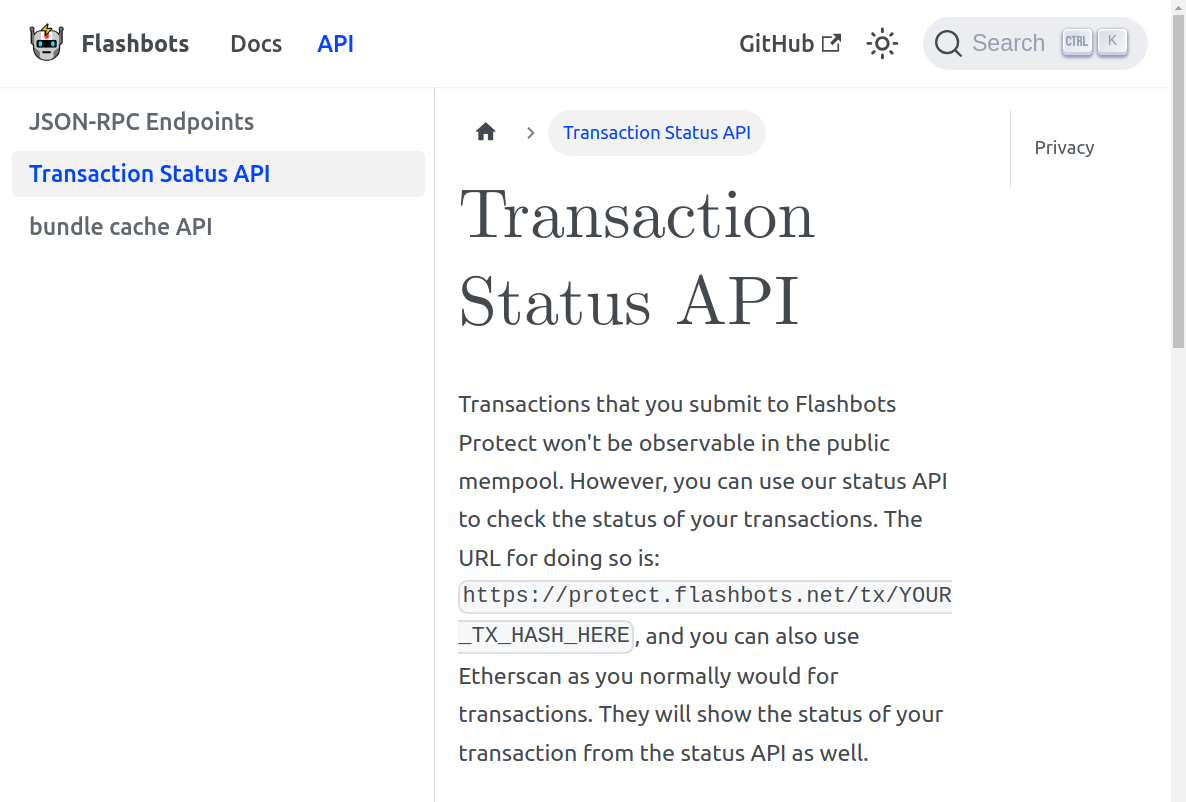 Flashbots Docs API GitHub Search CTRL K
JSON-RPC Endpoints
Transaction Status API
bundle cache API
Transaction Status API
Transaction
Status API
Transactions that you submit to Flashbots
Protect won't be observable in the public
mempool. However, you can use our status API
to check the status of your transactions. The
URL for doing so is:
https://protect.flashbots.net/tx/YOUR
_TX_HASH_HERE, and you can also use
Etherscan as you normally would for
transactions. They will show the status of your
transaction from the status API as well.
Privacy